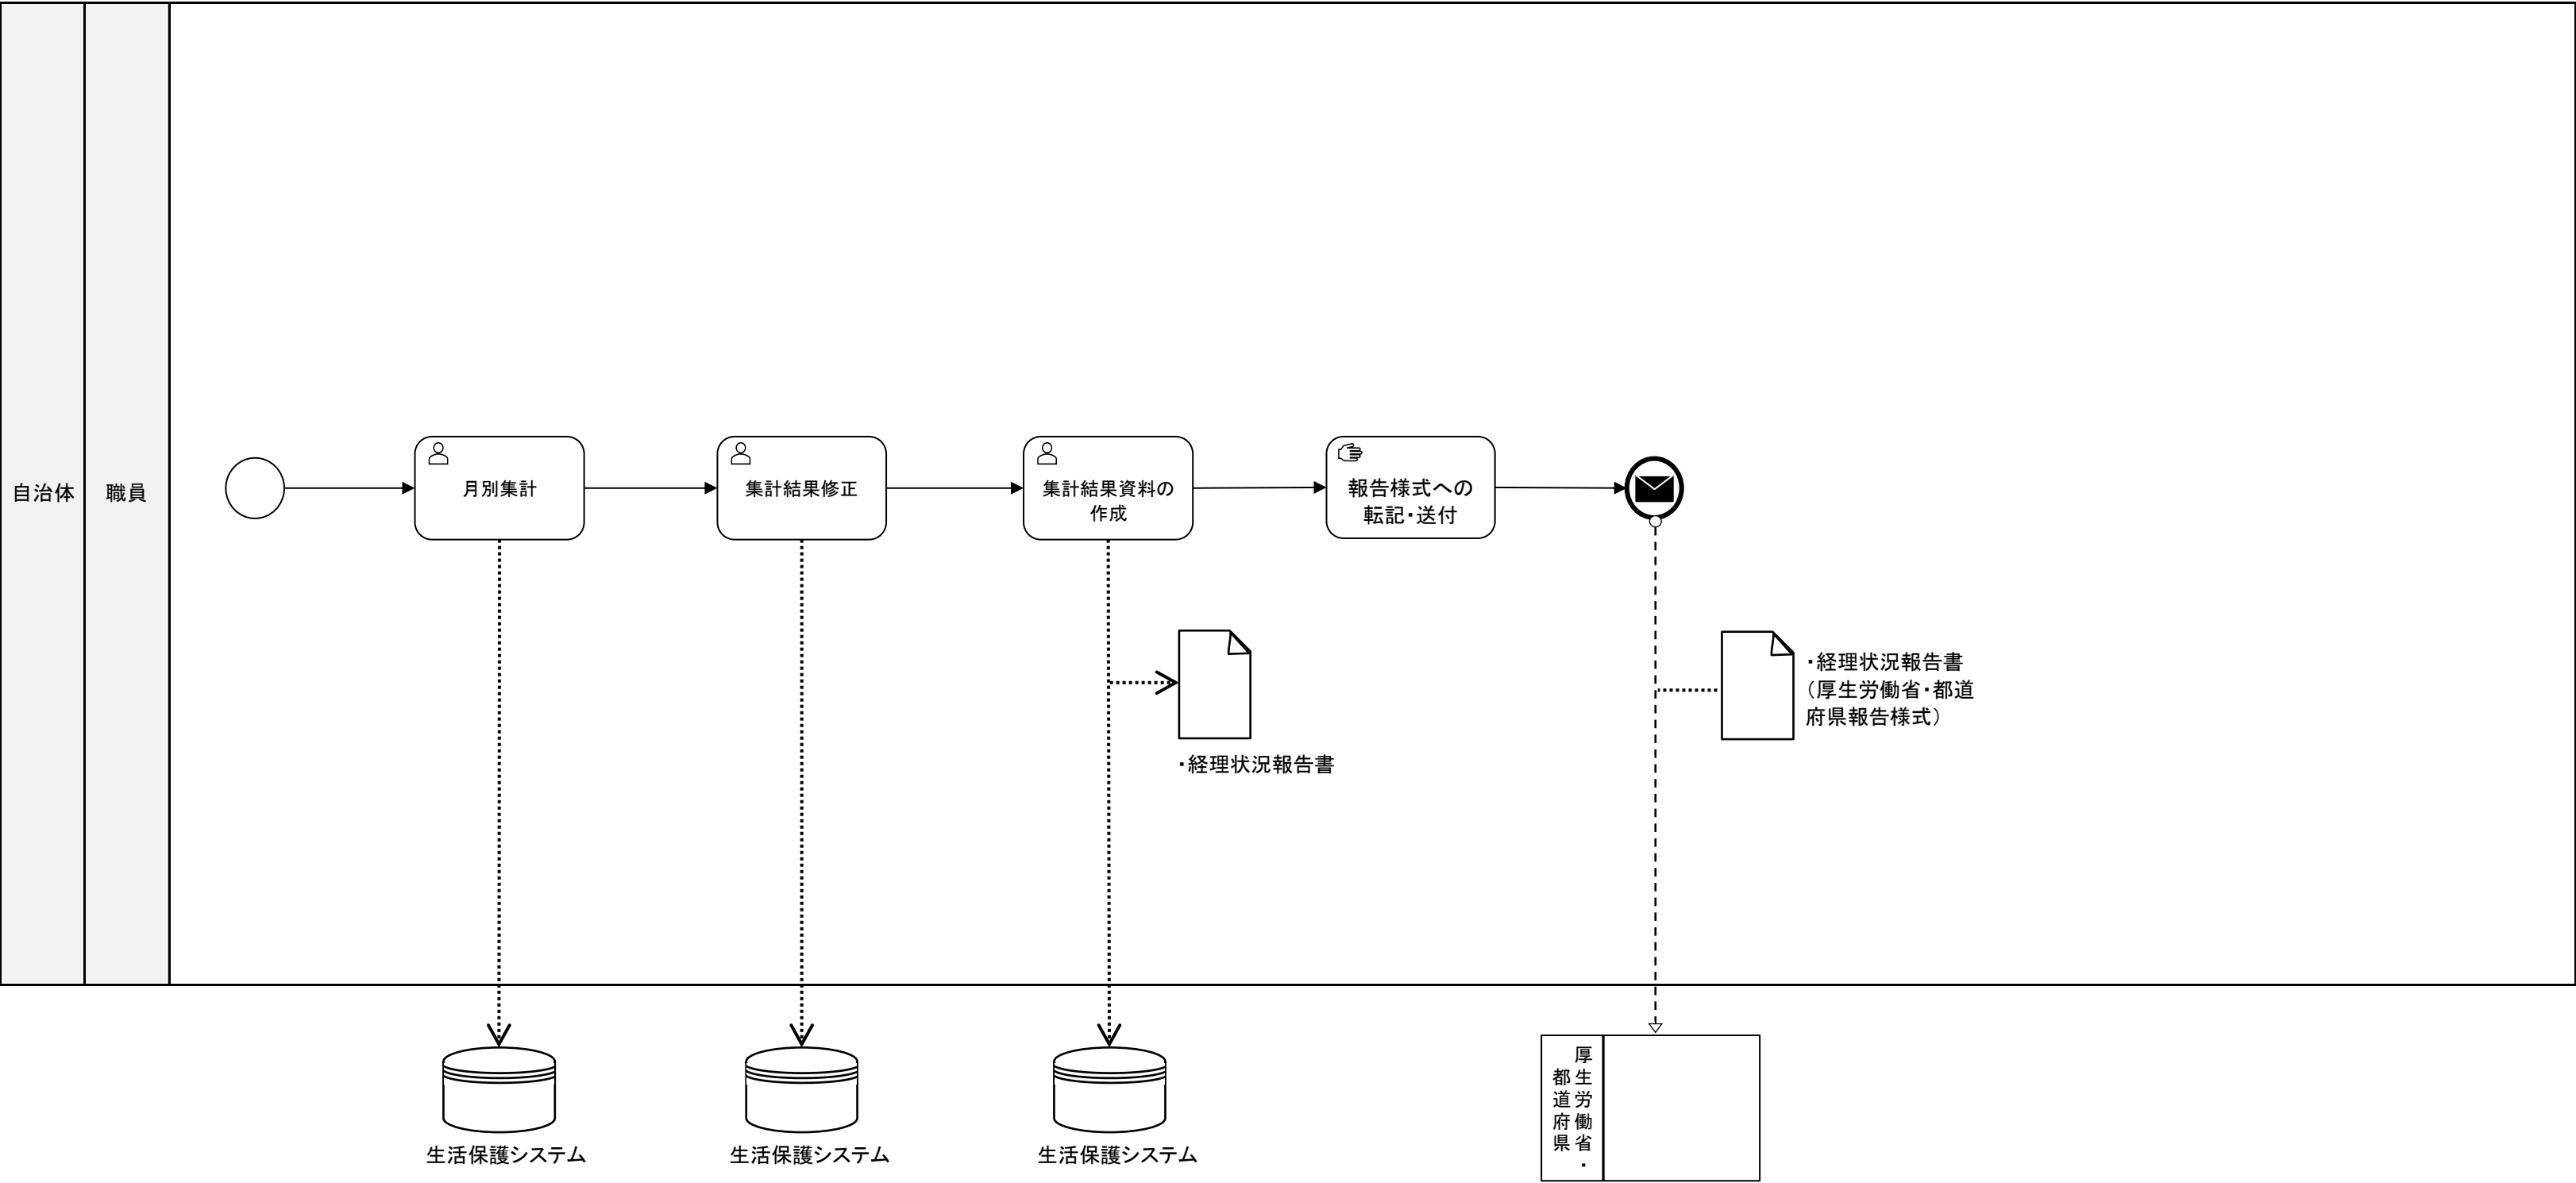 自治体
職員
月別集計
集計結果修正
集計結果資料の
作成
報告様式への
転記・送付
・経理状況報告書
・経理状況報告書
（厚生労働省・都道
府県報告様式）
生活保護システム
生活保護システム
生活保護システム
厚生労働省・
都道府県